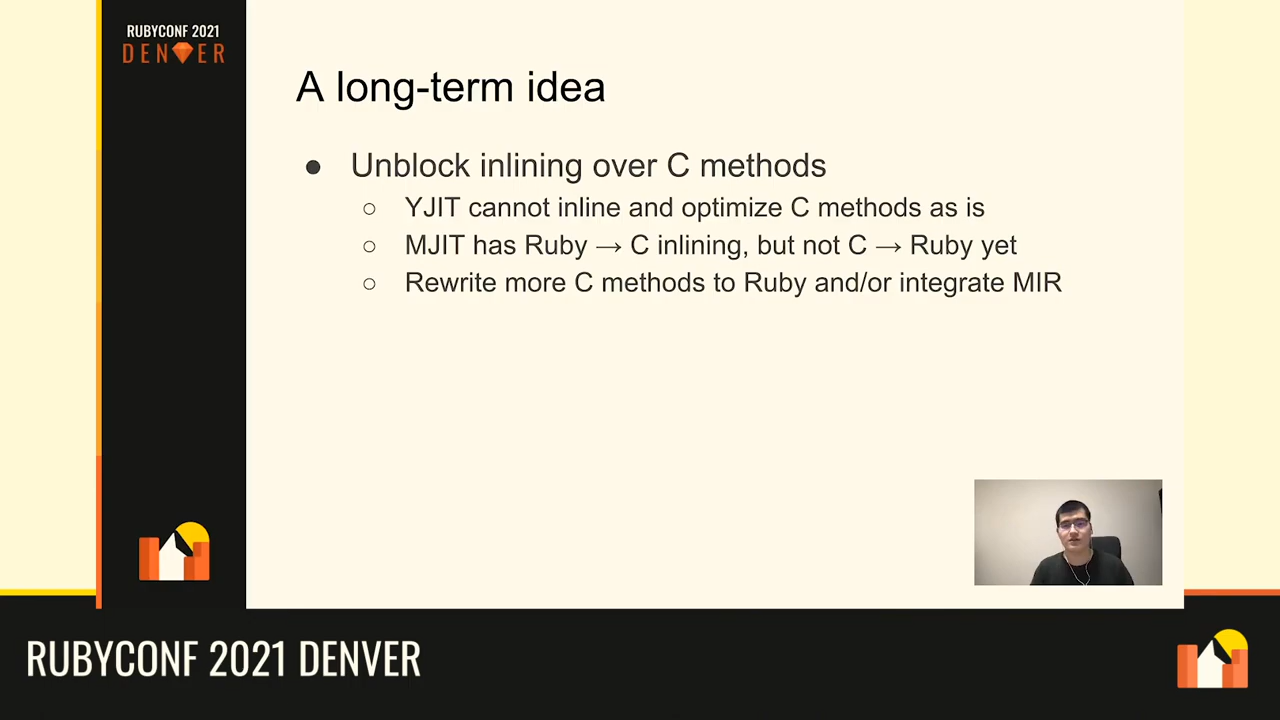 RUBYCONF 2021
DENVER
A long-term idea
● Unblock inlining over C methods
○ YJIT cannot inline and optimize C methods as is
○ MJIT has Ruby → C inlining, but not C → Ruby yet
○ Rewrite more C methods to Ruby and/or integrate MIR
RUBYCONF 2021 DENVER